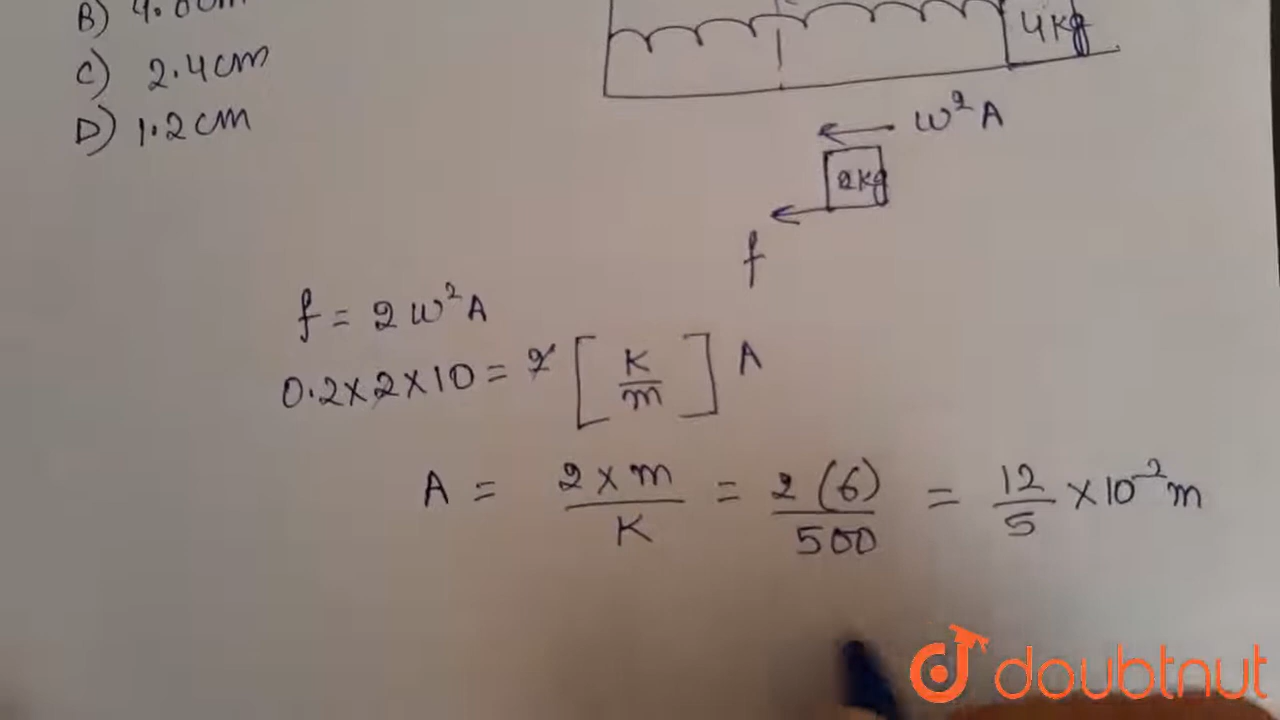 B) 4.
C) 2.4cm
D) 1.2cm
4kg
ω²A
2kg
f
f = 2ω²A
0.2×2×10 = 2 [K/m] A
A = 2×m/K = 2(6)/500 = 12/5 ×10⁻²m
doubtnut